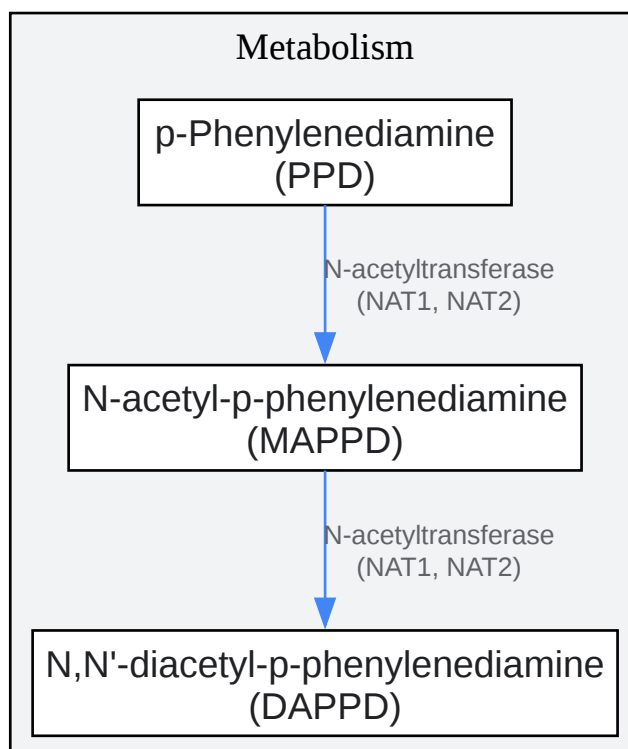 Metabolism
p-Phenylenediamine
(PPD)
N-acetyltransferase
(NAT1, NAT2)
N-acetyl-p-phenylenediamine
(MAPPD)
N-acetyltransferase
(NAT1, NAT2)
N,N'-diacetyl-p-phenylenediamine
(DAPPD)